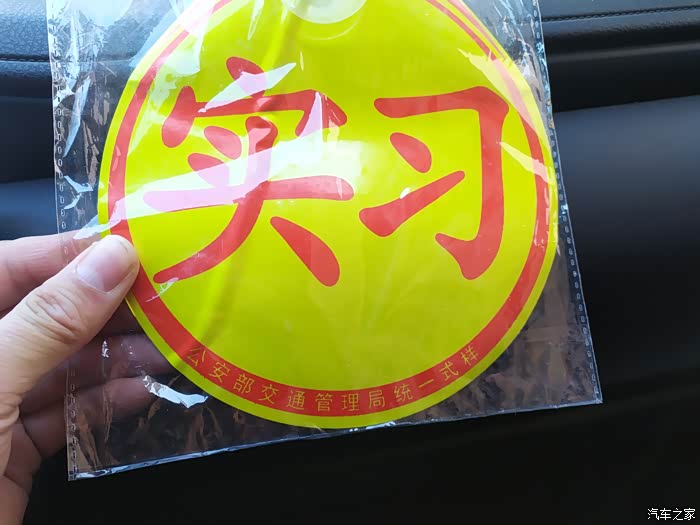 实习
公安部交通管理局统一式样
汽车之家